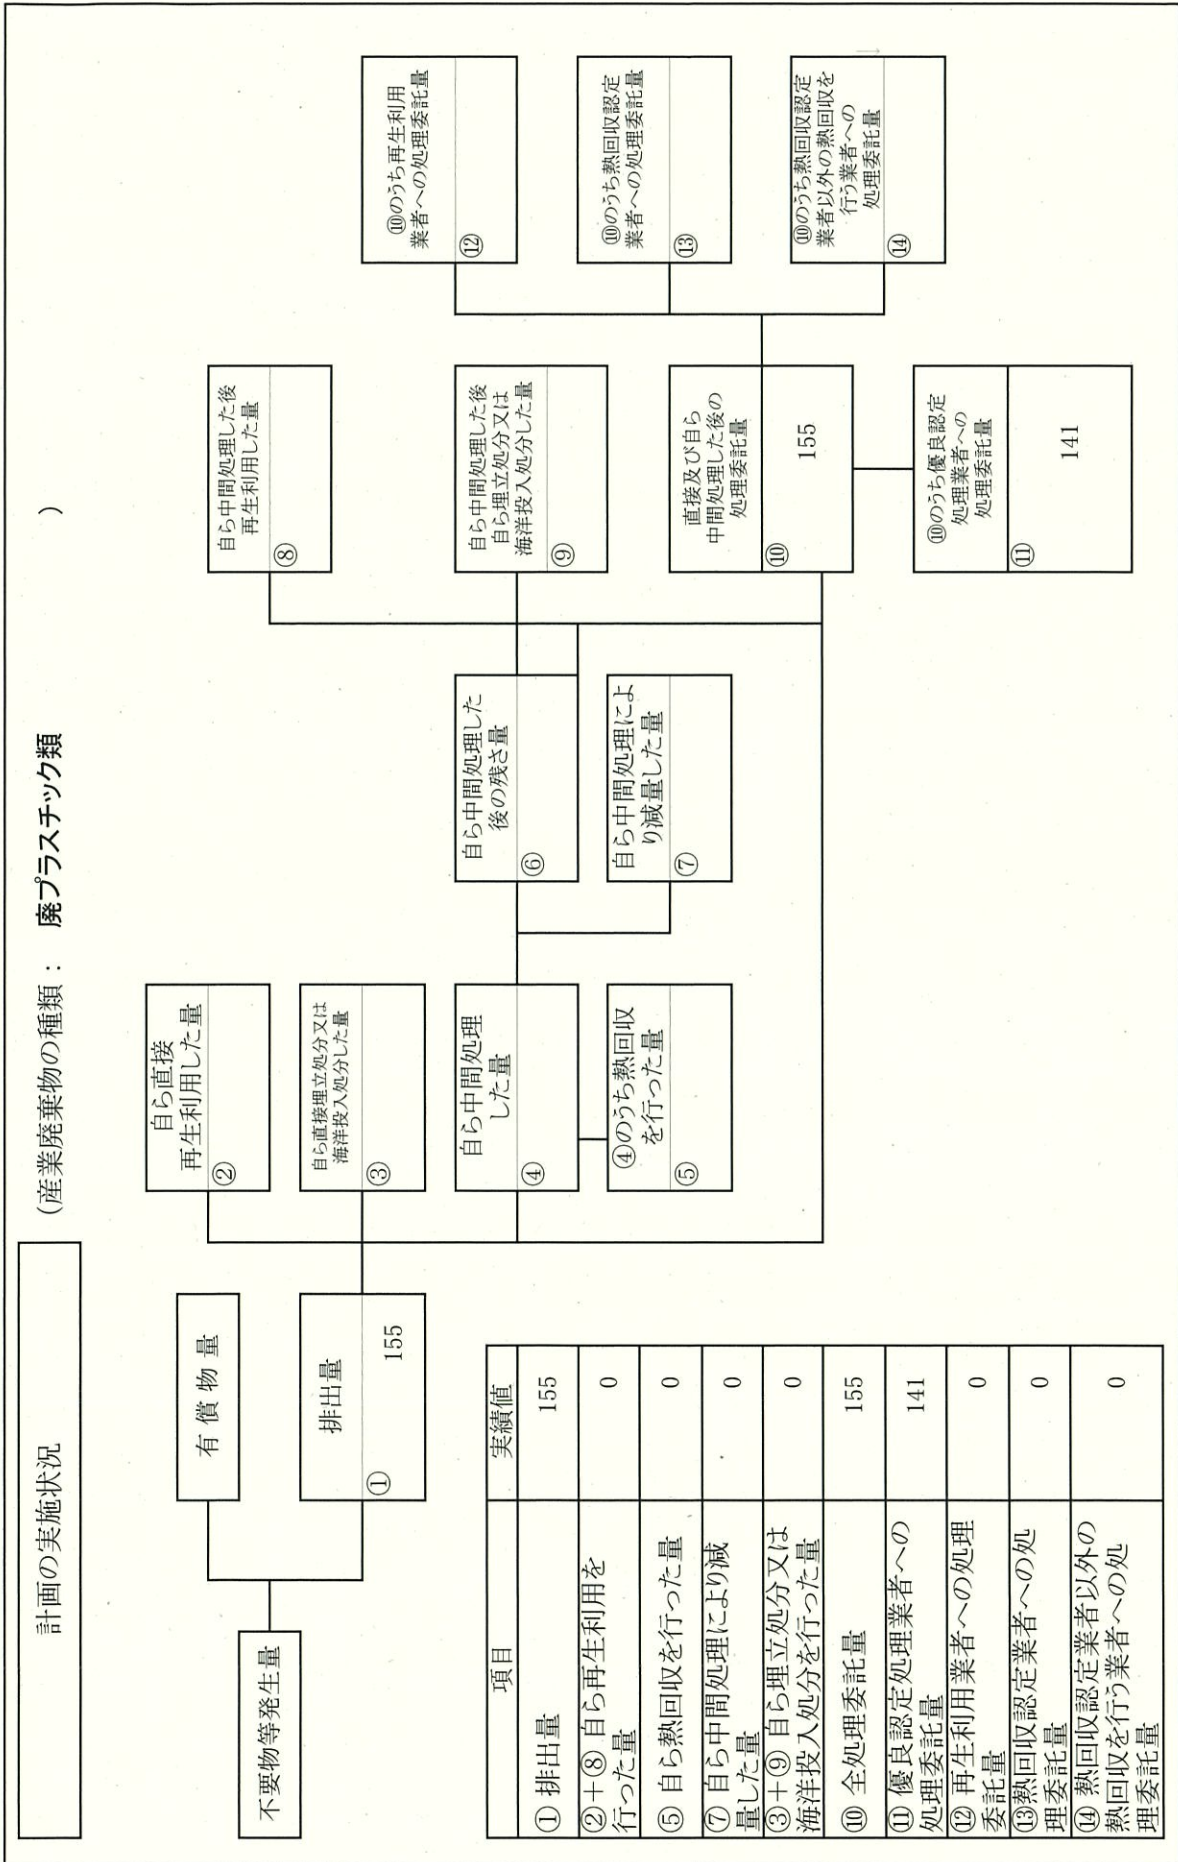 計画の実施状況
(産業廃棄物の種類： 廃プラスチック類 )
不要物等発生量
有償物量
排出量
① 155
自ら直接
再生利用した量
②
自ら直接埋立処分又は
海洋投入処分した量
③
自ら中間処理
した量
④
④のうち熱回収
を行った量
⑤
自ら中間処理した
後の残さ量
⑥
自ら中間処理によ
り減量した量
⑦
自ら中間処理した後
再生利用した量
⑧
自ら中間処理した後
自ら埋立処分又は
海洋投入処分した量
⑨
直接及び自ら
中間処理した後の
処理委託量
⑩ 155
⑩のうち優良認定
処理業者への
処理委託量
⑪ 141
⑩のうち再生利用
業者への処理委託量
⑫
⑩のうち熱回収認定
業者への処理委託量
⑬
⑩のうち熱回収認定
業者以外の熱回収を
行う業者への
処理委託量
⑭
項目 実績値
① 排出量 155
②＋⑧ 自ら再生利用を
行った量 0
⑤ 自ら熱回収を行った量 0
⑦ 自ら中間処理により減
量した量 0
③＋⑨ 自ら埋立処分又は
海洋投入処分を行った量 0
⑩ 全処理委託量 155
⑪ 優良認定処理業者への
処理委託量 141
⑫ 再生利用業者への処理
委託量 0
⑬熱回収認定業者への処
理委託量 0
⑭ 熱回収認定業者以外の
熱回収を行う業者への処
理委託量 0